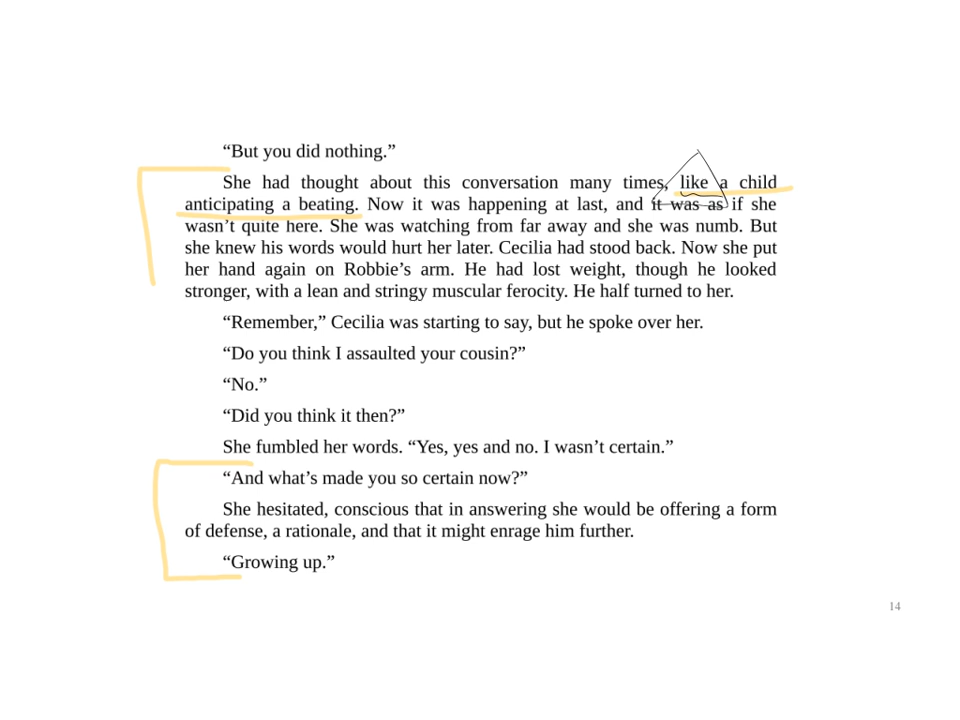 “But you did nothing.”
She had thought about this conversation many times, like a child
anticipating a beating. Now it was happening at last, and it was as if she
wasn’t quite here. She was watching from far away and she was numb. But
she knew his words would hurt her later. Cecilia had stood back. Now she put
her hand again on Robbie’s arm. He had lost weight, though he looked
stronger, with a lean and stringy muscular ferocity. He half turned to her.
“Remember,” Cecilia was starting to say, but he spoke over her.
“Do you think I assaulted your cousin?”
“No.”
“Did you think it then?”
She fumbled her words. “Yes, yes and no. I wasn’t certain.”
“And what’s made you so certain now?”
She hesitated, conscious that in answering she would be offering a form
of defense, a rationale, and that it might enrage him further.
“Growing up.”
14